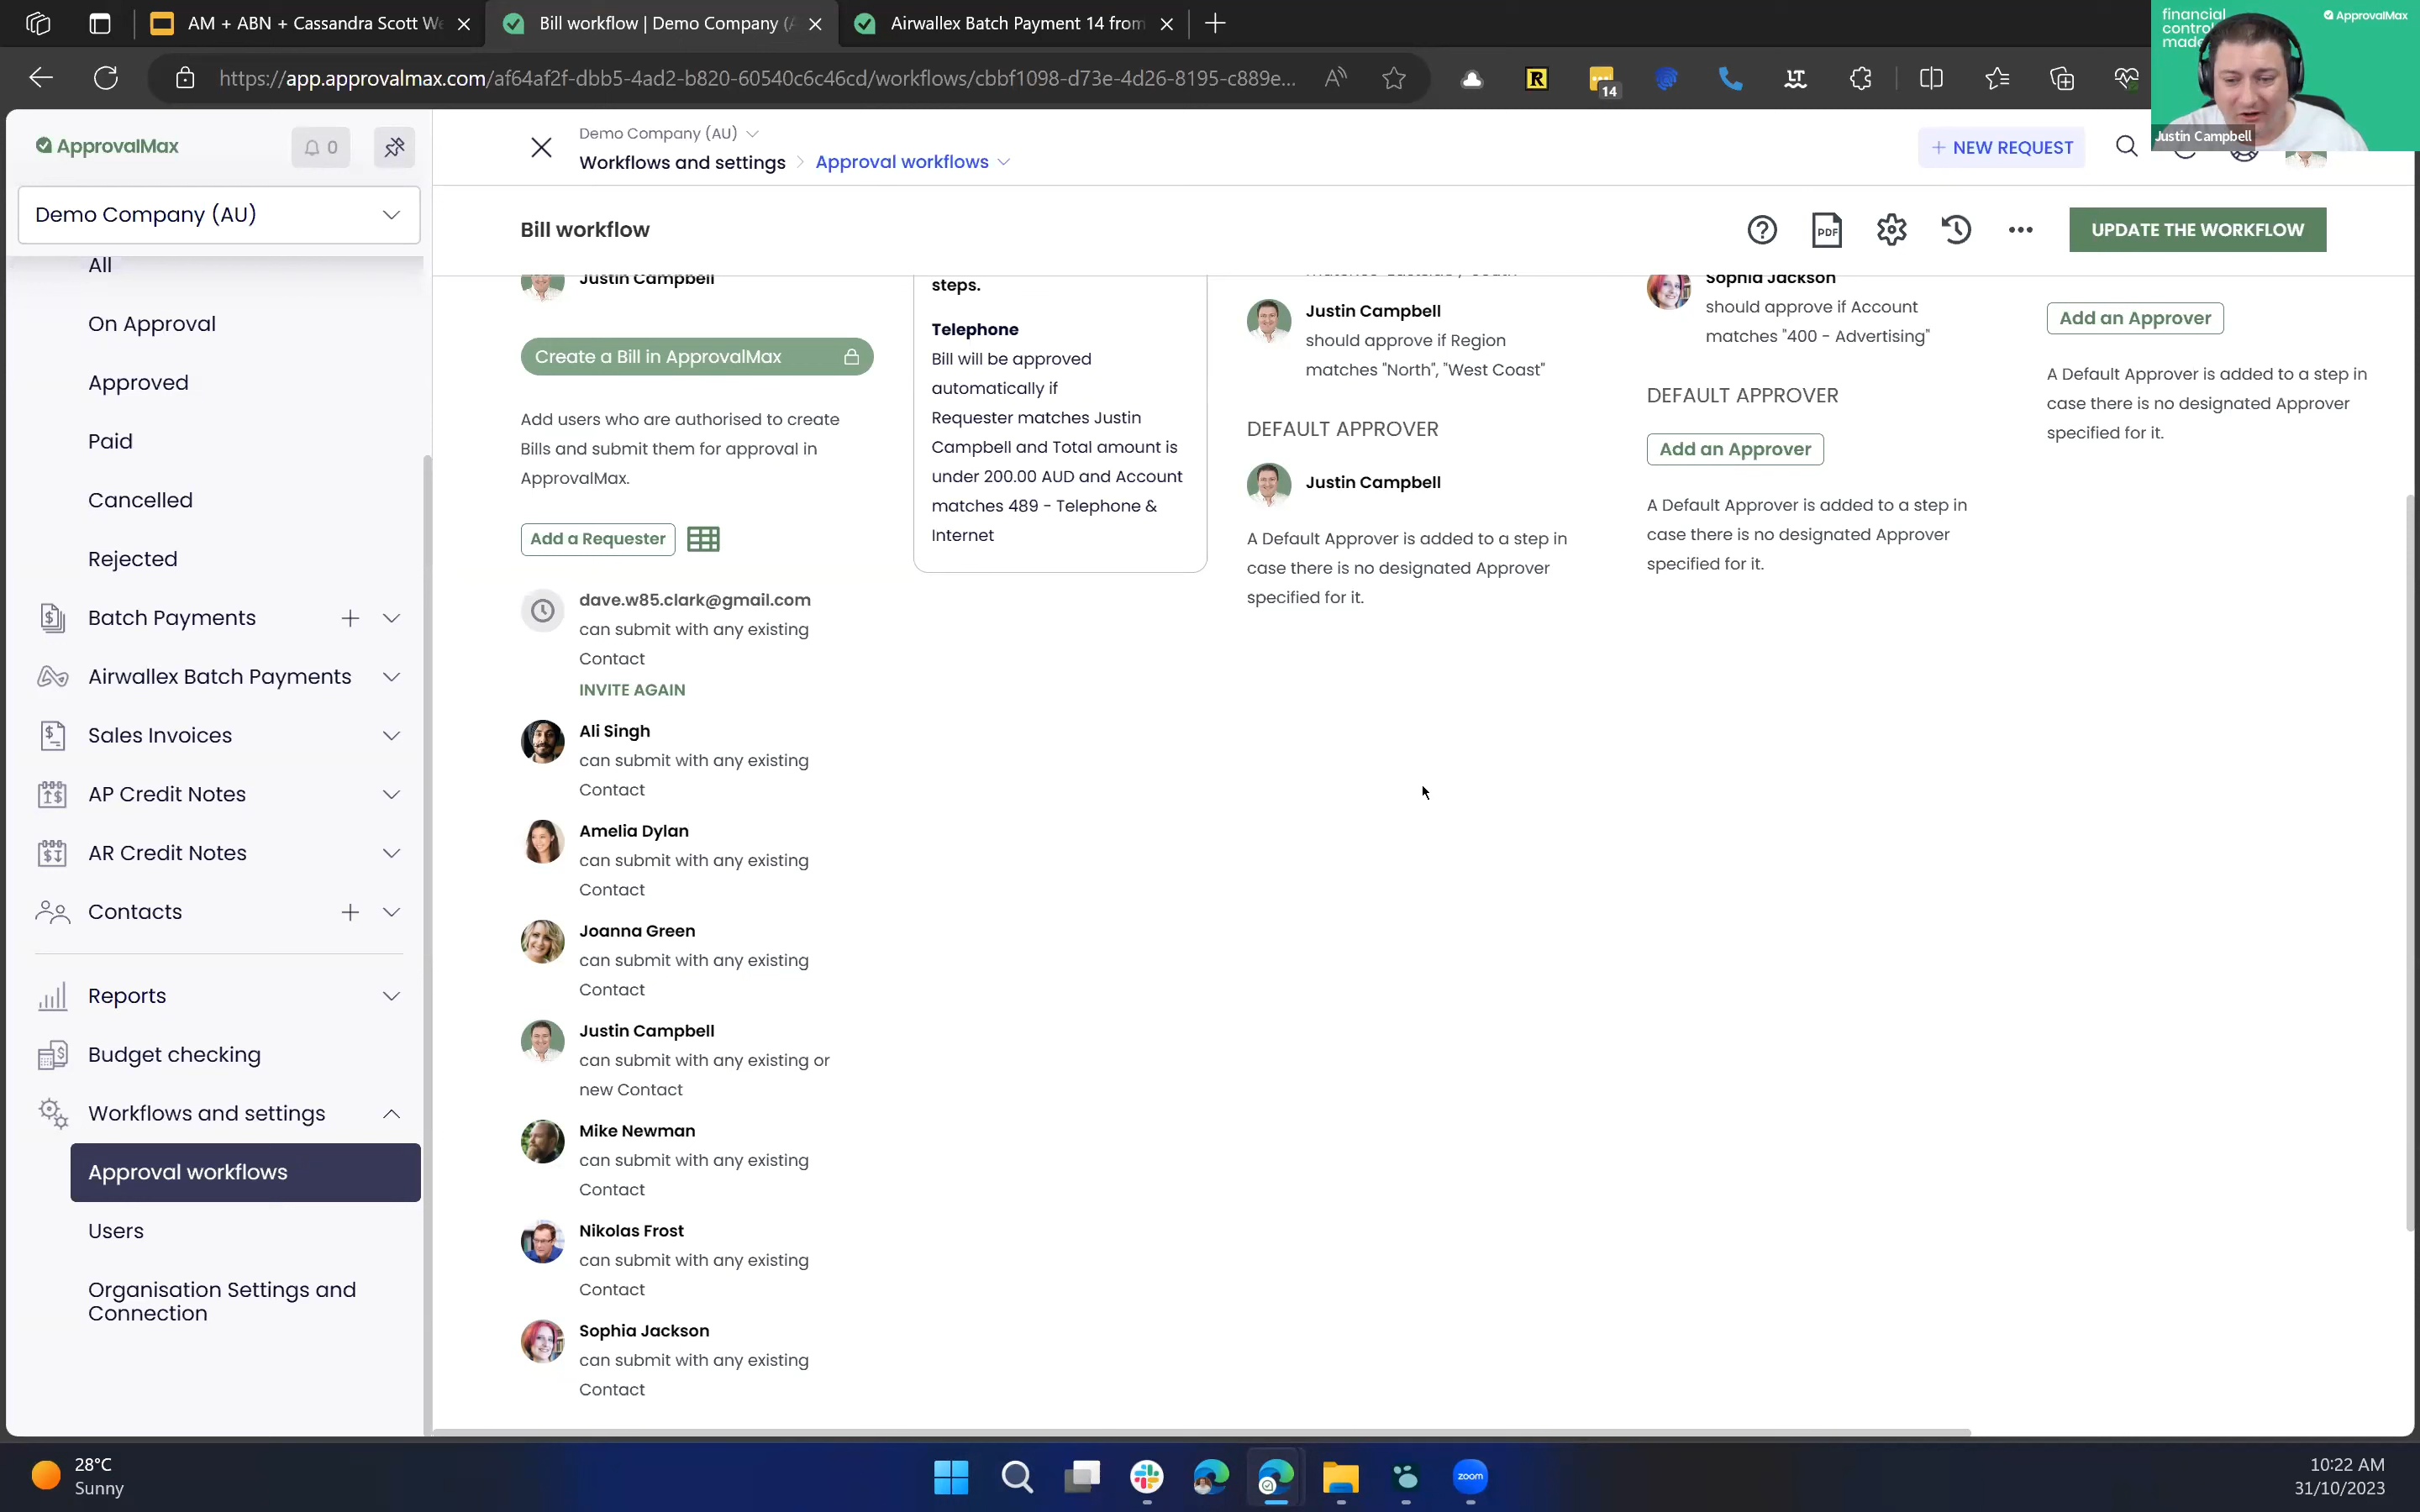 AM + ABN + Cassandra Scott We
Bill workflow | Demo Company (A
Airwallex Batch Payment 14 from
https://app.approvalmax.com/af64af2f-dbb5-4ad2-b820-60540c6c46cd/workflows/cbbf1098-d73e-4d26-8195-c889e...
14
financial
control
made
ApprovalMax
Justin Campbell
ApprovalMax
0
Demo Company (AU)
All
On Approval
Approved
Paid
Cancelled
Rejected
Batch Payments
Airwallex Batch Payments
Sales Invoices
AP Credit Notes
AR Credit Notes
Contacts
Reports
Budget checking
Workflows and settings
Approval workflows
Users
Organisation Settings and
Connection
Demo Company (AU)
Workflows and settings
Approval workflows
+ NEW REQUEST
Bill workflow
PDF
UPDATE THE WORKFLOW
Justin Campbell
Create a Bill in ApprovalMax
Add users who are authorised to create
Bills and submit them for approval in
ApprovalMax.
Add a Requester
dave.w85.clark@gmail.com
can submit with any existing
Contact
INVITE AGAIN
Ali Singh
can submit with any existing
Contact
Amelia Dylan
can submit with any existing
Contact
Joanna Green
can submit with any existing
Contact
Justin Campbell
can submit with any existing or
new Contact
Mike Newman
can submit with any existing
Contact
Nikolas Frost
can submit with any existing
Contact
Sophia Jackson
can submit with any existing
Contact
steps.
Telephone
Bill will be approved
automatically if
Requester matches Justin
Campbell and Total amount is
under 200.00 AUD and Account
matches 489 - Telephone &
Internet
Justin Campbell
should approve if Region
matches "North", "West Coast"
DEFAULT APPROVER
Justin Campbell
A Default Approver is added to a step in
case there is no designated Approver
specified for it.
Sophia Jackson
should approve if Account
matches "400 - Advertising"
DEFAULT APPROVER
Add an Approver
A Default Approver is added to a step in
case there is no designated Approver
specified for it.
Add an Approver
A Default Approver is added to a step in
case there is no designated Approver
specified for it.
28°C
Sunny
zoom
10:22 AM
31/10/2023